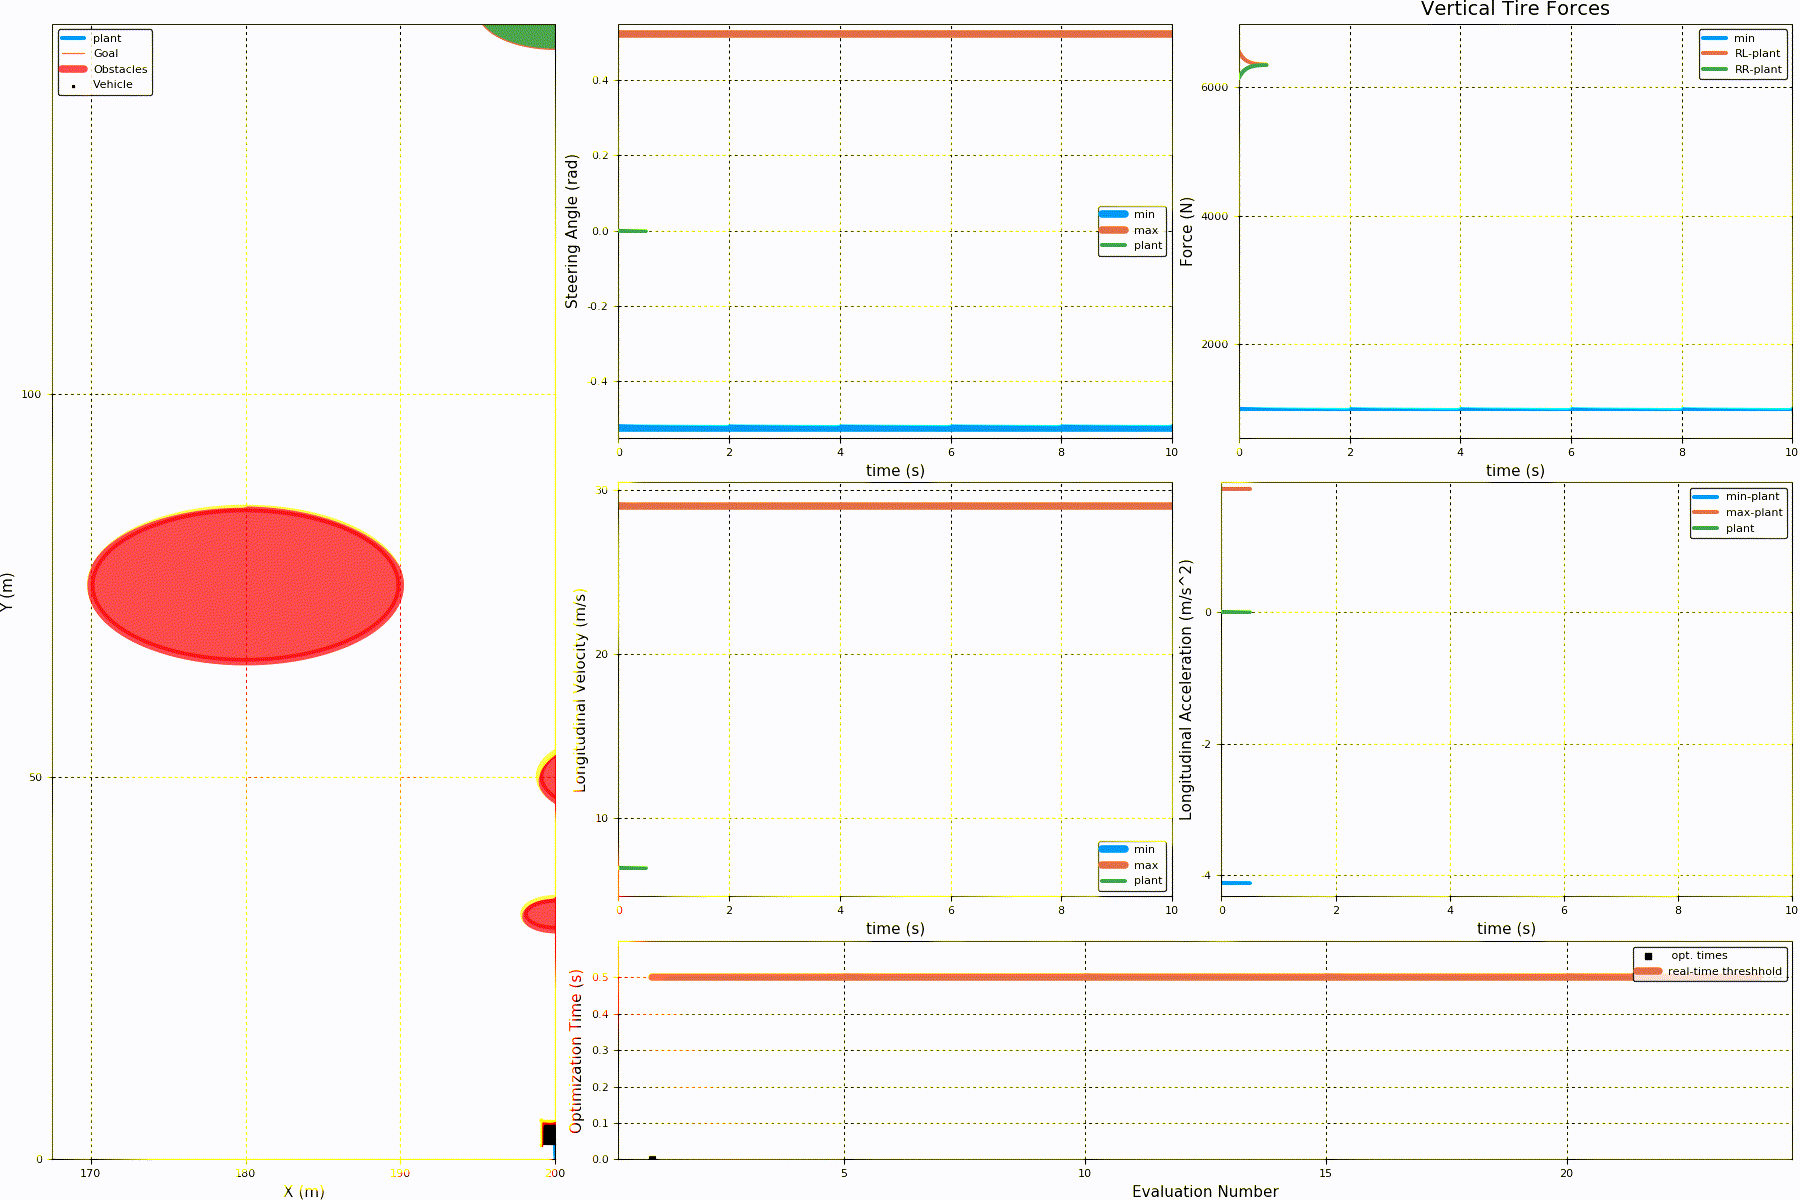 plant
Goal
Obstacles
Vehicle
100
50
0
170
180
190
200
Y (m)
X (m)
0.4
0.2
0.0
-0.2
-0.4
Steering Angle (rad)
min
max
plant
0
2
4
6
8
10
time (s)
Vertical Tire Forces
min
RL-plant
RR-plant
6000
4000
2000
Force (N)
0
2
4
6
8
10
time (s)
30
20
10
Longitudinal Velocity (m/s)
min
max
plant
0
2
4
6
8
10
time (s)
min-plant
max-plant
plant
0
-2
-4
Longitudinal Acceleration (m/s^2)
0
2
4
6
8
10
time (s)
0.5
0.4
0.3
0.2
0.1
0.0
Optimization Time (s)
opt. times
real-time threshhold
5
10
15
20
Evaluation Number